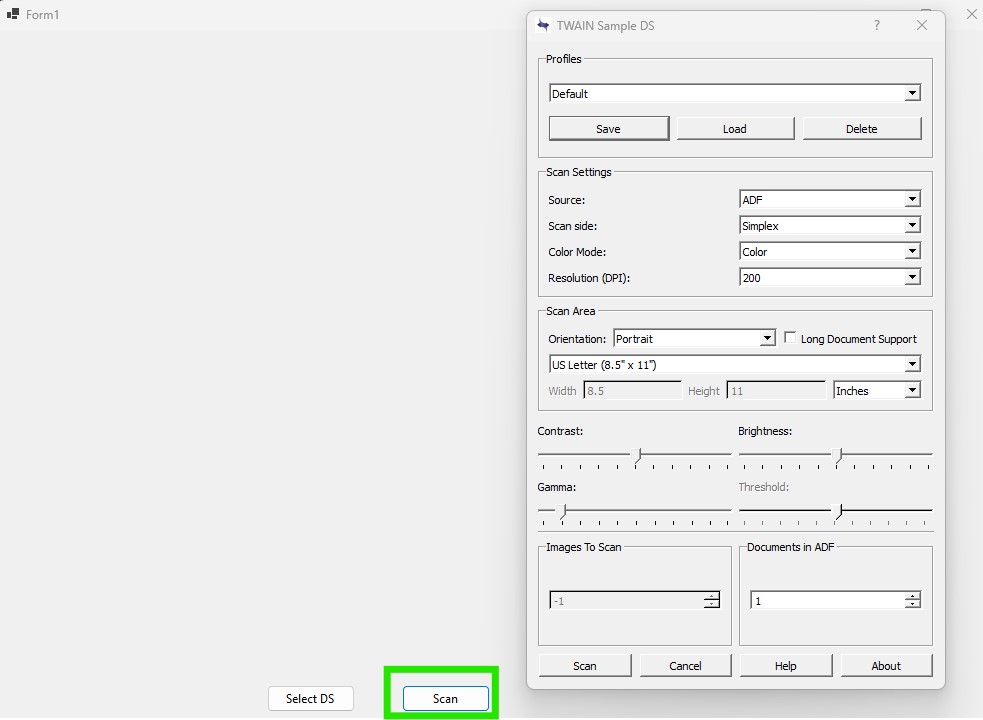 Form1
TWAIN Sample DS
?
Profiles
Default
Save Load Delete
Scan Settings
Source: ADF
Scan side: Simplex
Color Mode: Color
Resolution (DPI): 200
Scan Area
Orientation: Portrait Long Document Support
US Letter (8.5" x 11")
Width 8.5 Height 11 Inches
Contrast: Brightness:
Gamma: Threshold:
Images To Scan Documents in ADF
-1 1
Scan Cancel Help About
Select DS Scan